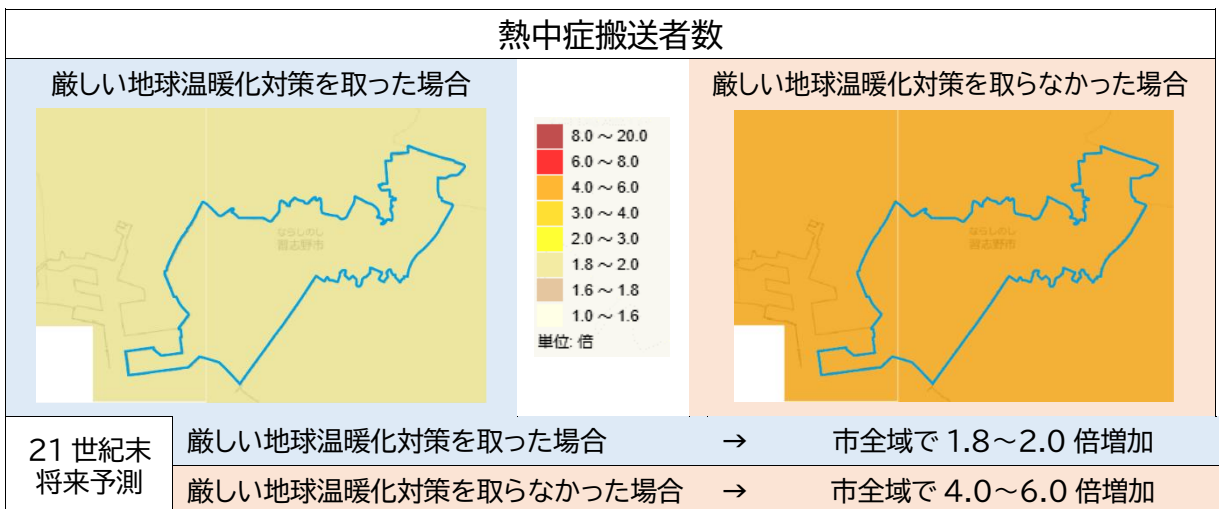 熱中症搬送者数
厳しい地球温暖化対策を取った場合
厳しい地球温暖化対策を取らなかった場合
ならしのし
習志野市
8.0 ～ 20.0
6.0 ～ 8.0
4.0 ～ 6.0
3.0 ～ 4.0
2.0 ～ 3.0
1.8 ～ 2.0
1.6 ～ 1.8
1.0 ～ 1.6
単位: 倍
ならしのし
習志野市
21 世紀末
将来予測
厳しい地球温暖化対策を取った場合 → 市全域で 1.8～2.0 倍増加
厳しい地球温暖化対策を取らなかった場合 → 市全域で 4.0～6.0 倍増加